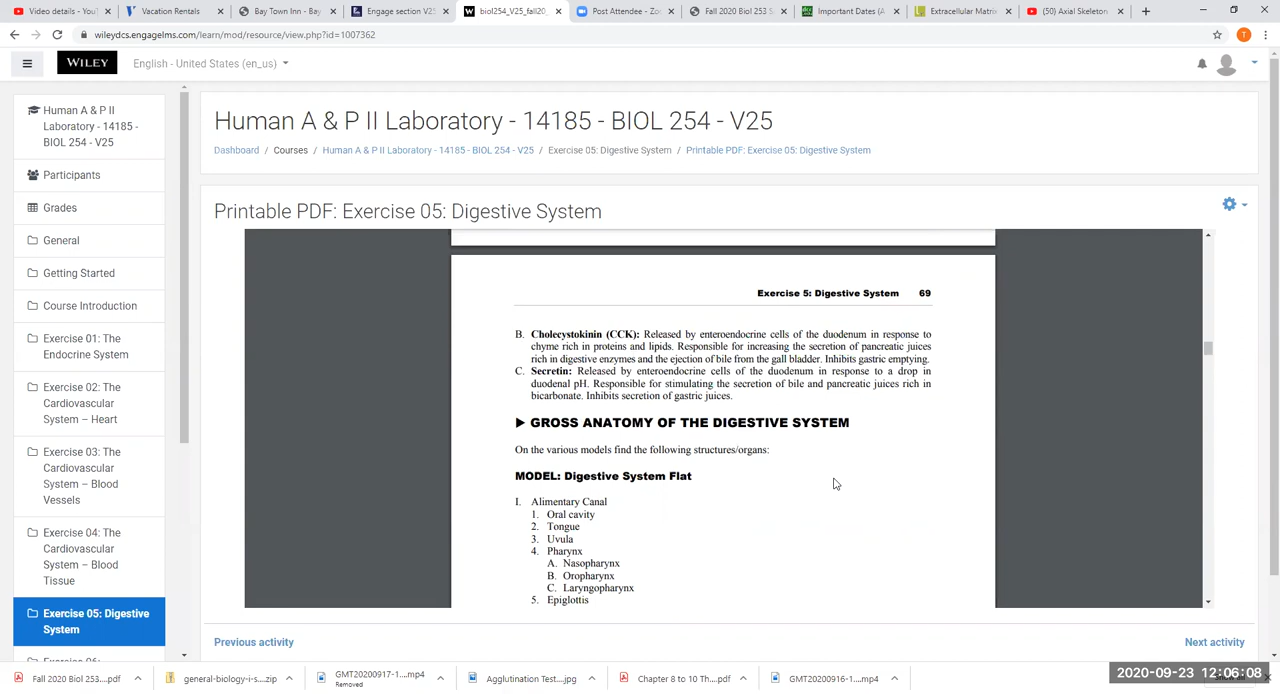 Video details - YouT
Vacation Rentals
Bay Town Inn - Bay
Engage section V25
biol254_V25_fall20
Post Attendee - Zoo
Fall 2020 Biol 253 S
Important Dates (A
Extracellular Matrix
(50) Axial Skeleton
wileydcs.engagelms.com/learn/mod/resource/view.php?id=1007362
T
WILEY
English - United States (en_us)
Human A & P II
Laboratory - 14185 -
BIOL 254 - V25
Participants
Grades
General
Getting Started
Course Introduction
Exercise 01: The
Endocrine System
Exercise 02: The
Cardiovascular
System – Heart
Exercise 03: The
Cardiovascular
System – Blood
Vessels
Exercise 04: The
Cardiovascular
System – Blood
Tissue
Exercise 05: Digestive
System
Human A & P II Laboratory - 14185 - BIOL 254 - V25
Dashboard / Courses / Human A & P II Laboratory - 14185 - BIOL 254 - V25 / Exercise 05: Digestive System / Printable PDF: Exercise 05: Digestive System
Printable PDF: Exercise 05: Digestive System
Exercise 5: Digestive System 69
B. Cholecystokinin (CCK): Released by enteroendocrine cells of the duodenum in response to
chyme rich in proteins and lipids. Responsible for increasing the secretion of pancreatic juices
rich in digestive enzymes and the ejection of bile from the gall bladder. Inhibits gastric emptying.
C. Secretin: Released by enteroendocrine cells of the duodenum in response to a drop in
duodenal pH. Responsible for stimulating the secretion of bile and pancreatic juices rich in
bicarbonate. Inhibits secretion of gastric juices.
▶ GROSS ANATOMY OF THE DIGESTIVE SYSTEM
On the various models find the following structures/organs:
MODEL: Digestive System Flat
I. Alimentary Canal
1. Oral cavity
2. Tongue
3. Uvula
4. Pharynx
A. Nasopharynx
B. Oropharynx
C. Laryngopharynx
5. Epiglottis
Previous activity
Next activity
Fall 2020 Biol 253....pdf
general-biology-i-s....zip
GMT20200917-1....mp4
Removed
Agglutination Test....jpg
Chapter 8 to 10 Th....pdf
GMT20200916-1....mp4
2020-09-23 12:06:08